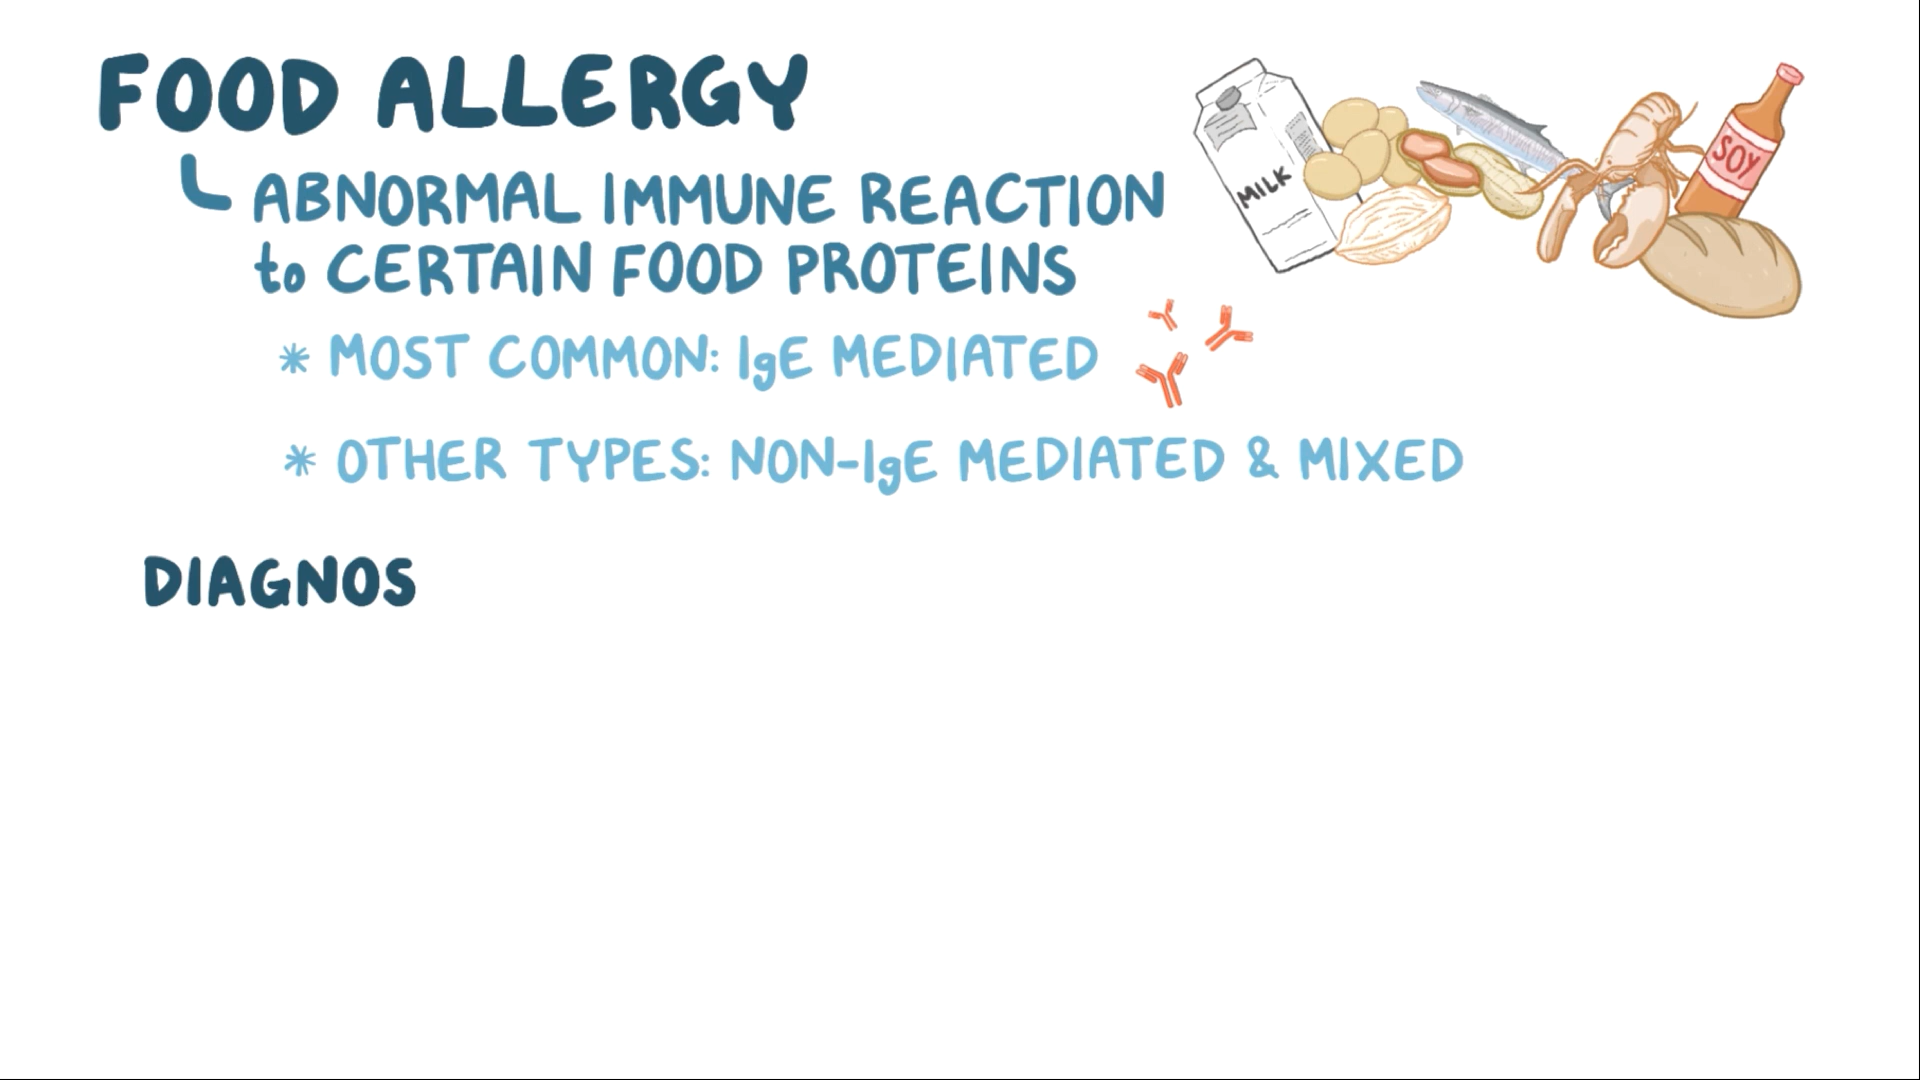 FOOD ALLERGY
ABNORMAL IMMUNE REACTION
to CERTAIN FOOD PROTEINS
* MOST COMMON: IgE MEDIATED
* OTHER TYPES: NON-IgE MEDIATED & MIXED
DIAGNOS
MILK
SOY